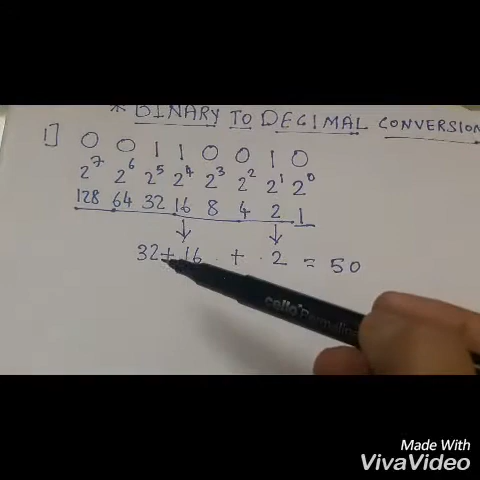 * BINARY TO DECIMAL CONVERSION
1] 0 0 1 1 0 0 1 0
2⁷ 2⁶ 2⁵ 2⁴ 2³ 2² 2¹ 2⁰
128 64 32 16 8 4 2 1
32+16 + 2 = 50
cello
Made With
VivaVideo